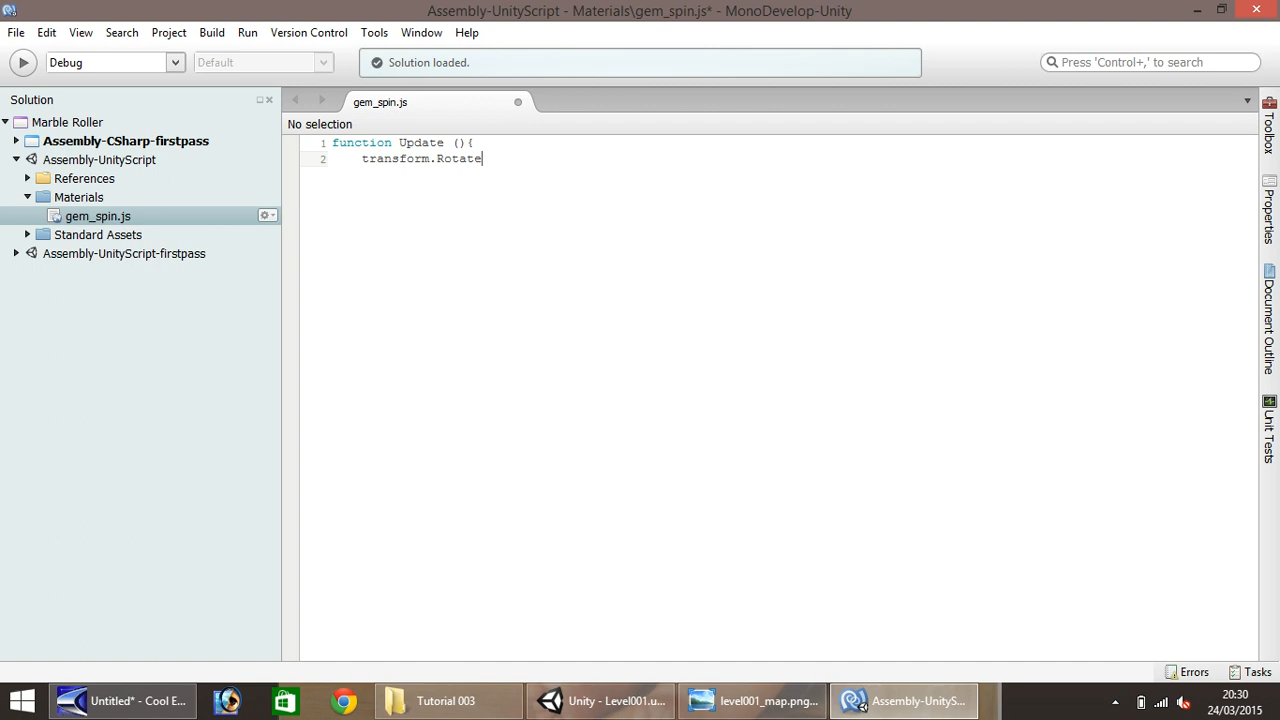 Assembly-UnityScript - Materials\gem_spin.js* - MonoDevelop-Unity
File Edit View Search Project Build Run Version Control Tools Window Help
Debug
Default
Solution loaded.
Press 'Control+,' to search
Solution
gem_spin.js
No selection
Marble Roller
Assembly-CSharp-firstpass
Assembly-UnityScript
References
Materials
gem_spin.js
Standard Assets
Assembly-UnityScript-firstpass
1 function Update (){
2 transform.Rotate
Toolbox
Properties
Document Outline
Unit Tests
Errors
Tasks
Untitled* - Cool E...
Tutorial 003
Unity - Level001.u...
level001_map.png...
Assembly-UnityS...
20:30
24/03/2015